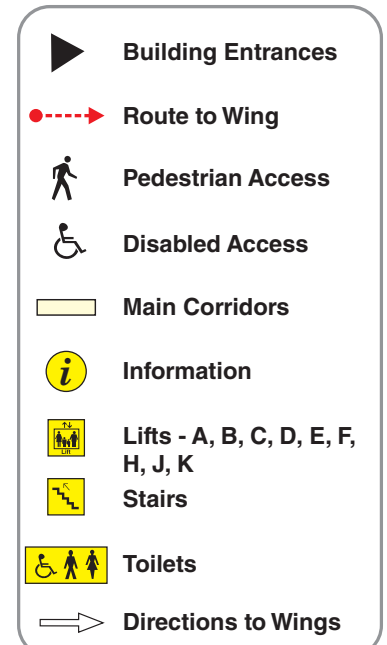 Building Entrances
Route to Wing
Pedestrian Access
Disabled Access
Main Corridors
i
Information
LIFT
Lifts - A, B, C, D, E, F,
H, J, K
Stairs
Toilets
Directions to Wings